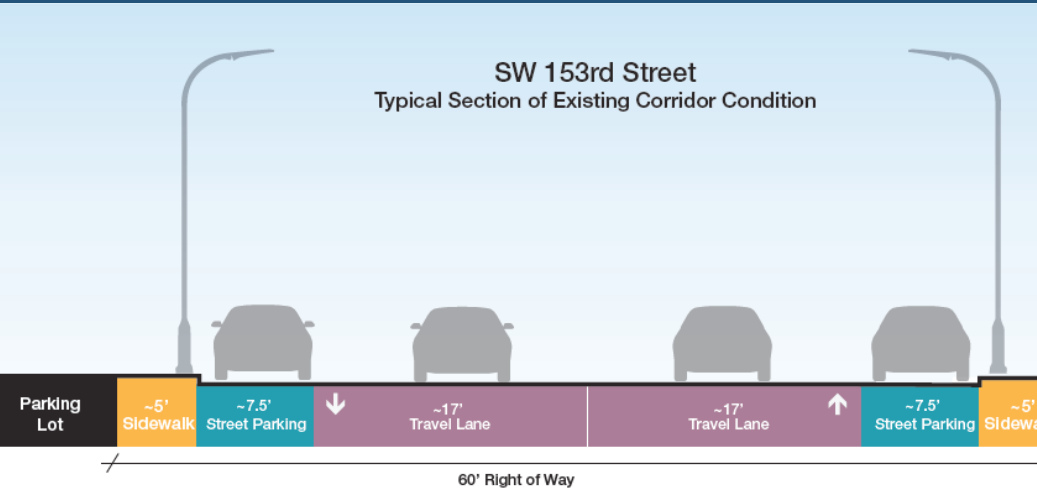 SW 153rd Street
Typical Section of Existing Corridor Condition
Parking
Lot
~5'
Sidewalk
~7.5'
Street Parking
~17'
Travel Lane
~17'
Travel Lane
~7.5'
Street Parking
~5'
Sidewa
60' Right of Way